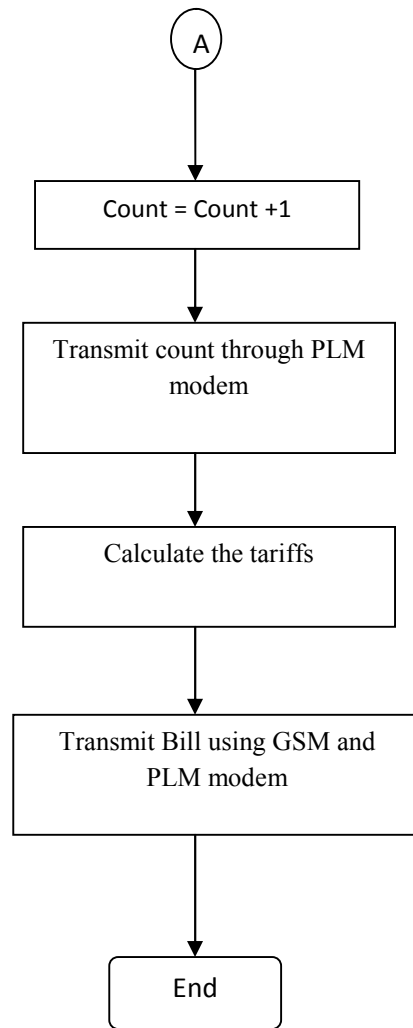 A
Count = Count +1
Transmit count through PLM
modem
Calculate the tariffs
Transmit Bill using GSM and
PLM modem
End